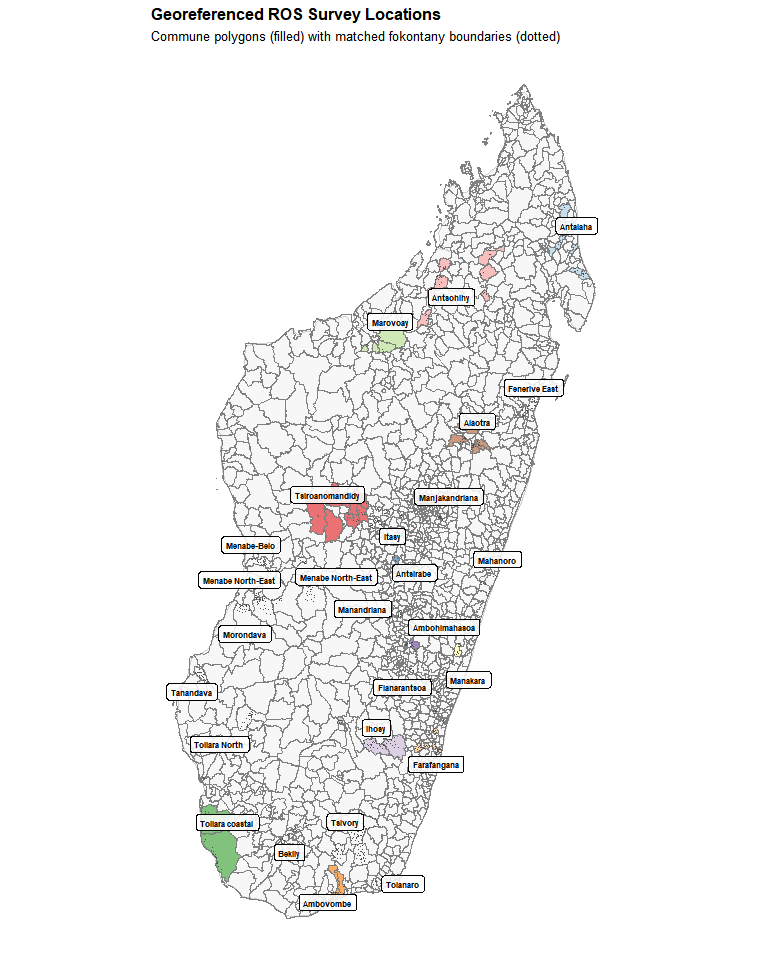 Georeferenced ROS Survey Locations
Commune polygons (filled) with matched fokontany boundaries (dotted)
Antalaha
Antsohihy
Marovoay
Fenerive East
Alaotra
Tsiroanomandidy
Manjakandriana
Itasy
Menabe-Belo
Mahanoro
Antsirabe
Menabe North-East
Menabe North-East
Manandriana
Ambohimahasoa
Morondava
Manakara
Fianarantsoa
Tanandava
Ihosy
Toliara North
Farafangana
Toliara coastal
Tsivory
Bekily
Tolanaro
Ambovombe